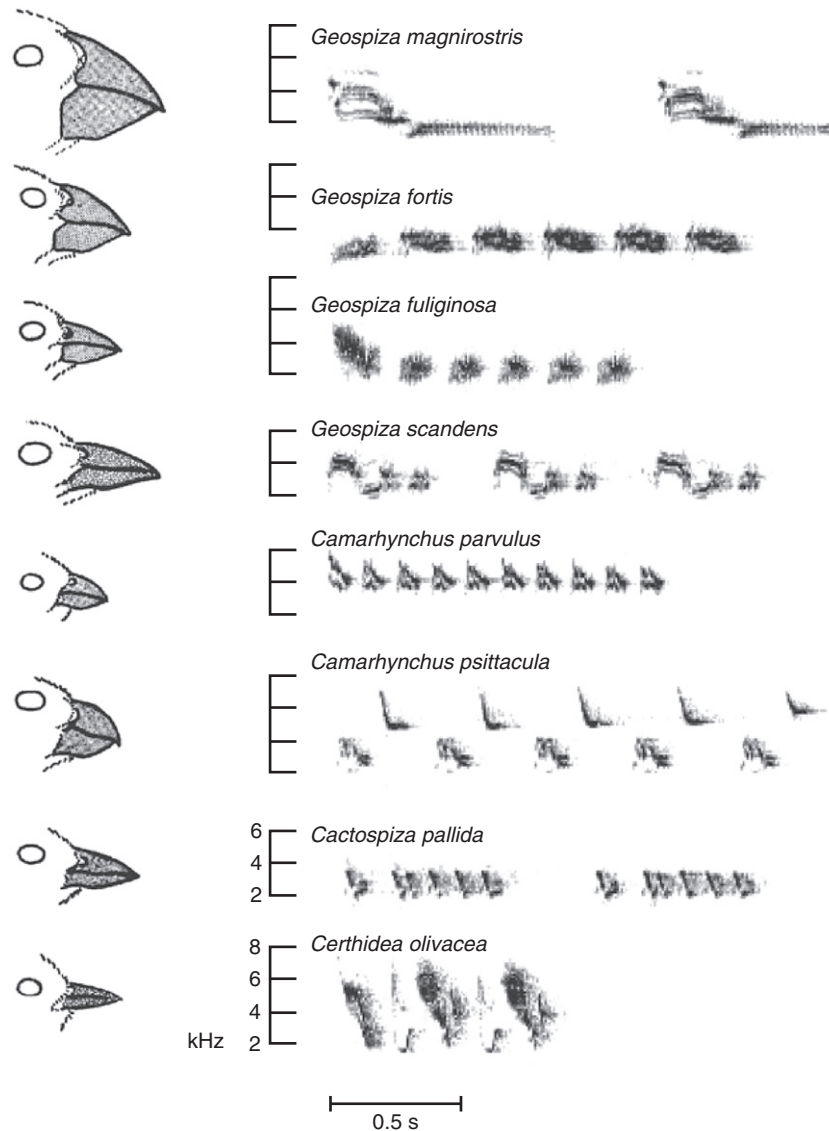 Geospiza magnirostris
Geospiza fortis
Geospiza fuliginosa
Geospiza scandens
Camarhynchus parvulus
Camarhynchus psittacula
6
Cactospiza pallida
4
2
8
Certhidea olivacea
6
4
kHz 2
0.5 s